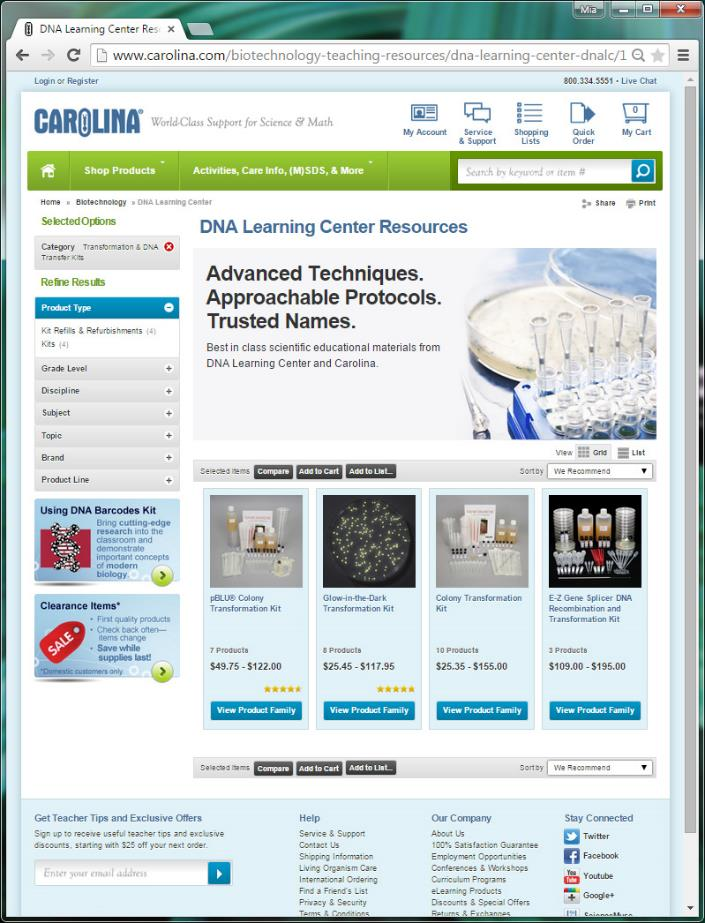 Mia
DNA Learning Center Res
www.carolina.com/biotechnology-teaching-resources/dna-learning-center-dnalc/1
Login or Register
800.334.5551 • Live Chat
CAROLINA®
World-Class Support for Science & Math
My Account
Service & Support
Shopping Lists
Quick Order
0
My Cart
Shop Products
Activities, Care Info, (M)SDS, & More
Search by keyword or item #
Home » Biotechnology » DNA Learning Center
Share
Print
Selected Options
Category Transformation & DNA
Transfer Kits
Refine Results
Product Type
Kit Refills & Refurbishments (4)
Kits (4)
Grade Level
Discipline
Subject
Topic
Brand
Product Line
Using DNA Barcodes Kit
Bring cutting-edge
research into the
classroom and
demonstrate
important concepts
of modern
biology.
Clearance Items*
SALE
• First quality products
• Check back often—
items change
• Save while
supplies last!
*Domestic customers only.
DNA Learning Center Resources
Advanced Techniques.
Approachable Protocols.
Trusted Names.
Best in class scientific educational materials from
DNA Learning Center and Carolina.
View Grid List
Selected Items Compare Add to Cart Add to List...
Sort by We Recommend
pBLU® Colony
Transformation Kit
7 Products
$49.75 - $122.00
View Product Family
Glow-in-the-Dark
Transformation Kit
8 Products
$25.45 - $117.95
View Product Family
Colony Transformation
Kit
10 Products
$25.35 - $155.00
View Product Family
E-Z Gene Splicer DNA
Recombination and
Transformation Kit
3 Products
$109.00 - $195.00
View Product Family
Selected Items Compare Add to Cart Add to List...
Sort by We Recommend
Get Teacher Tips and Exclusive Offers
Sign up to receive useful teacher tips and exclusive
discounts, starting with $25 off your next order.
Enter your email address
Help
Service & Support
Contact Us
Shipping Information
Living Organism Care
International Ordering
Find a Friend's List
Privacy & Security
Terms & Conditions
Our Company
About Us
100% Satisfaction Guarantee
Employment Opportunities
Conferences & Workshops
Curriculum Programs
eLearning Products
Discounts & Special Offers
Returns & Exchanges
Stay Connected
Twitter
Facebook
You Tube
Youtube
Google+